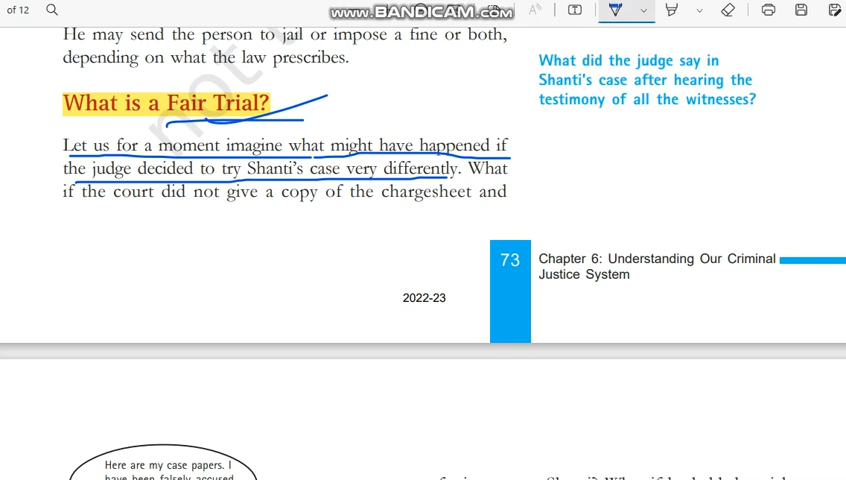 www.BANDICAM.com
of 12
He may send the person to jail or impose a fine or both,
depending on what the law prescribes.
What did the judge say in
Shanti's case after hearing the
testimony of all the witnesses?
What is a Fair Trial?
not
Let us for a moment imagine what might have happened if
the judge decided to try Shanti's case very differently. What
if the court did not give a copy of the chargesheet and
73
Chapter 6: Understanding Our Criminal
Justice System
2022-23
Here are my case papers. I
have been falsely accused